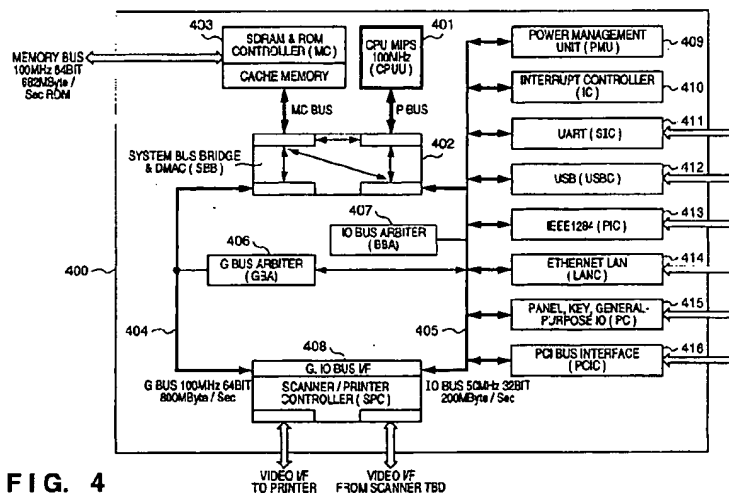 403
SDRAM & ROM
CONTROLLER ( MC )
CACHE MEMORY
401
CPU MIPS
100MHz
( CPUU )
MEMORY BUS
100MHz 64BIT
682MByte /
Sec ROM
MC BUS
P BUS
SYSTEM BUS BRIDGE
& DMAC ( SBB )
402
407
IO BUS ARBITER
( BBA )
406
G BUS ARBITER
( GBA )
400
404
405
408
G. IO BUS I/F
SCANNER / PRINTER
CONTROLLER ( SPC )
G BUS 100MHz 64BIT
800MByte / Sec
IO BUS 50MHz 32BIT
200MByte / Sec
VIDEO I/F
TO PRINTER
VIDEO I/F
FROM SCANNER TBD
POWER MANAGEMENT
UNIT ( PMU )
409
INTERRUPT CONTROLLER
( IC )
410
UART ( SIC )
411
USB ( USBC )
412
IEEE1284 ( PIC )
413
ETHERNET LAN
( LANC )
414
PANEL, KEY, GENERAL-
PURPOSE IO ( PC )
415
PCI BUS INTERFACE
( PCIC )
416
FIG. 4